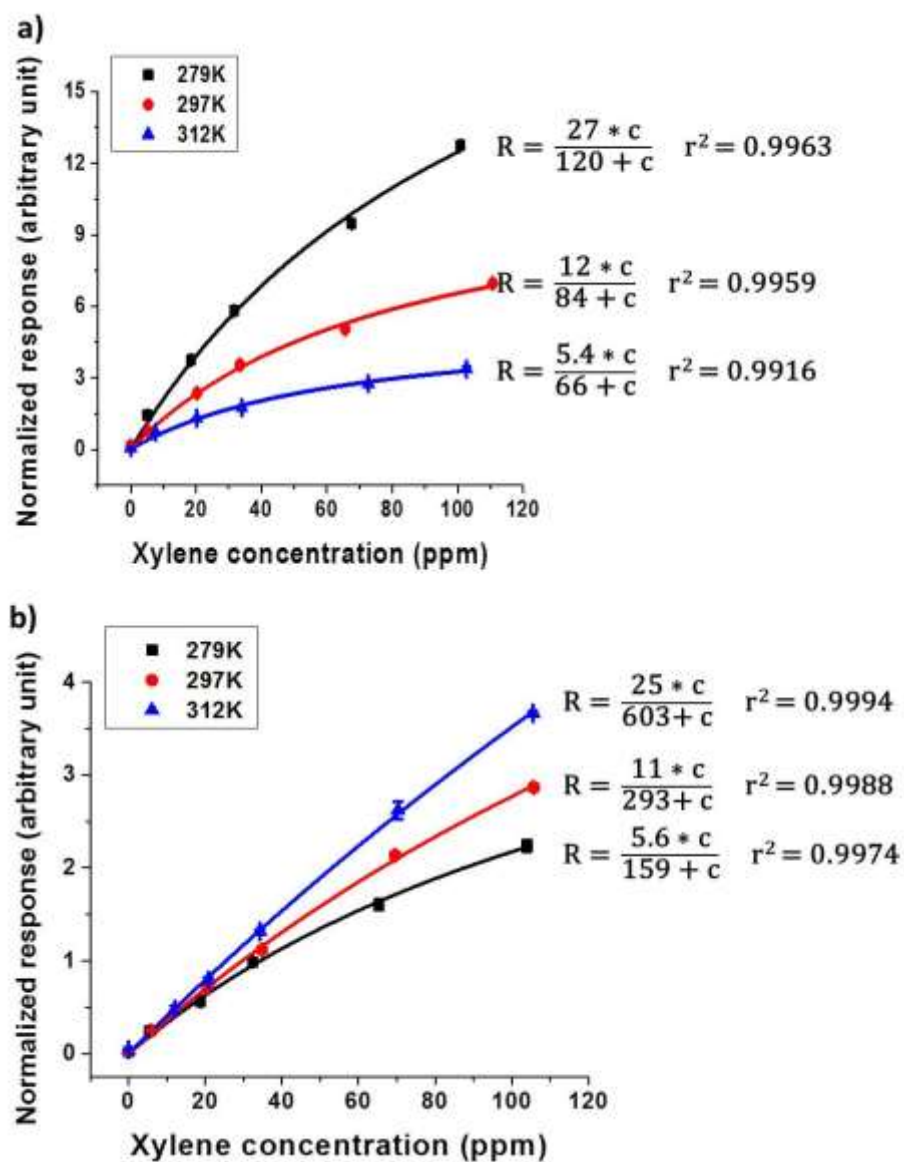 a)
Normalized response (arbitrary unit)
279K
297K
312K
15
12
9
6
3
0
R = 27 * c / 120 + c r² = 0.9963
R = 12 * c / 84 + c r² = 0.9959
R = 5.4 * c / 66 + c r² = 0.9916
0 20 40 60 80 100 120
Xylene concentration (ppm)
b)
Normalized response (arbitrary unit)
279K
297K
312K
4
3
2
1
0
R = 25 * c / 603 + c r² = 0.9994
R = 11 * c / 293 + c r² = 0.9988
R = 5.6 * c / 159 + c r² = 0.9974
0 20 40 60 80 100 120
Xylene concentration (ppm)